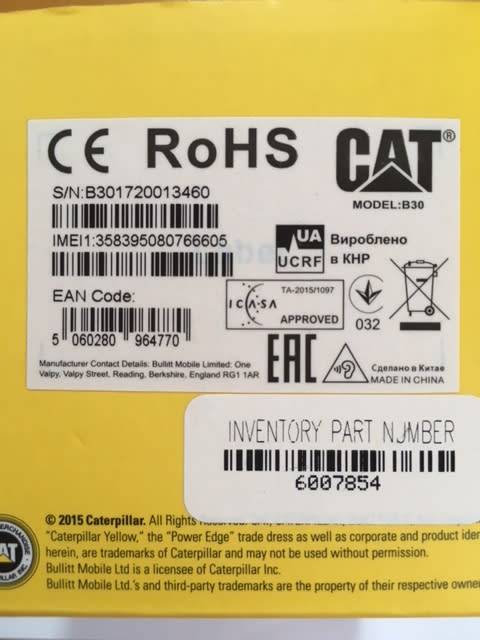 CE RoHS CAT®
MODEL:B30
S/N:B301720013460
IMEI1:358395080766605
UA
UCRF
Вироблено
в КНР
EAN Code:
5 060280 964770
ICASA
TA-2015/1097
APPROVED
032
Manufacturer Contact Details: Bullitt Mobile Limited: One
Valpy, Valpy Street, Reading, Berkshire, England RG1 1AR
EAC
Сделано в Китае
MADE IN CHINA
INVENTORY PART NUMBER
6007854
© 2015 Caterpillar. All Rights
"Caterpillar Yellow," the "Power Edge" trade dress as well as corporate and product
herein, are trademarks of Caterpillar and may not be used without permission.
Bullitt Mobile Ltd is a licensee of Caterpillar Inc.
Bullitt Mobile Ltd.'s and third-party trademarks are the property of their respective